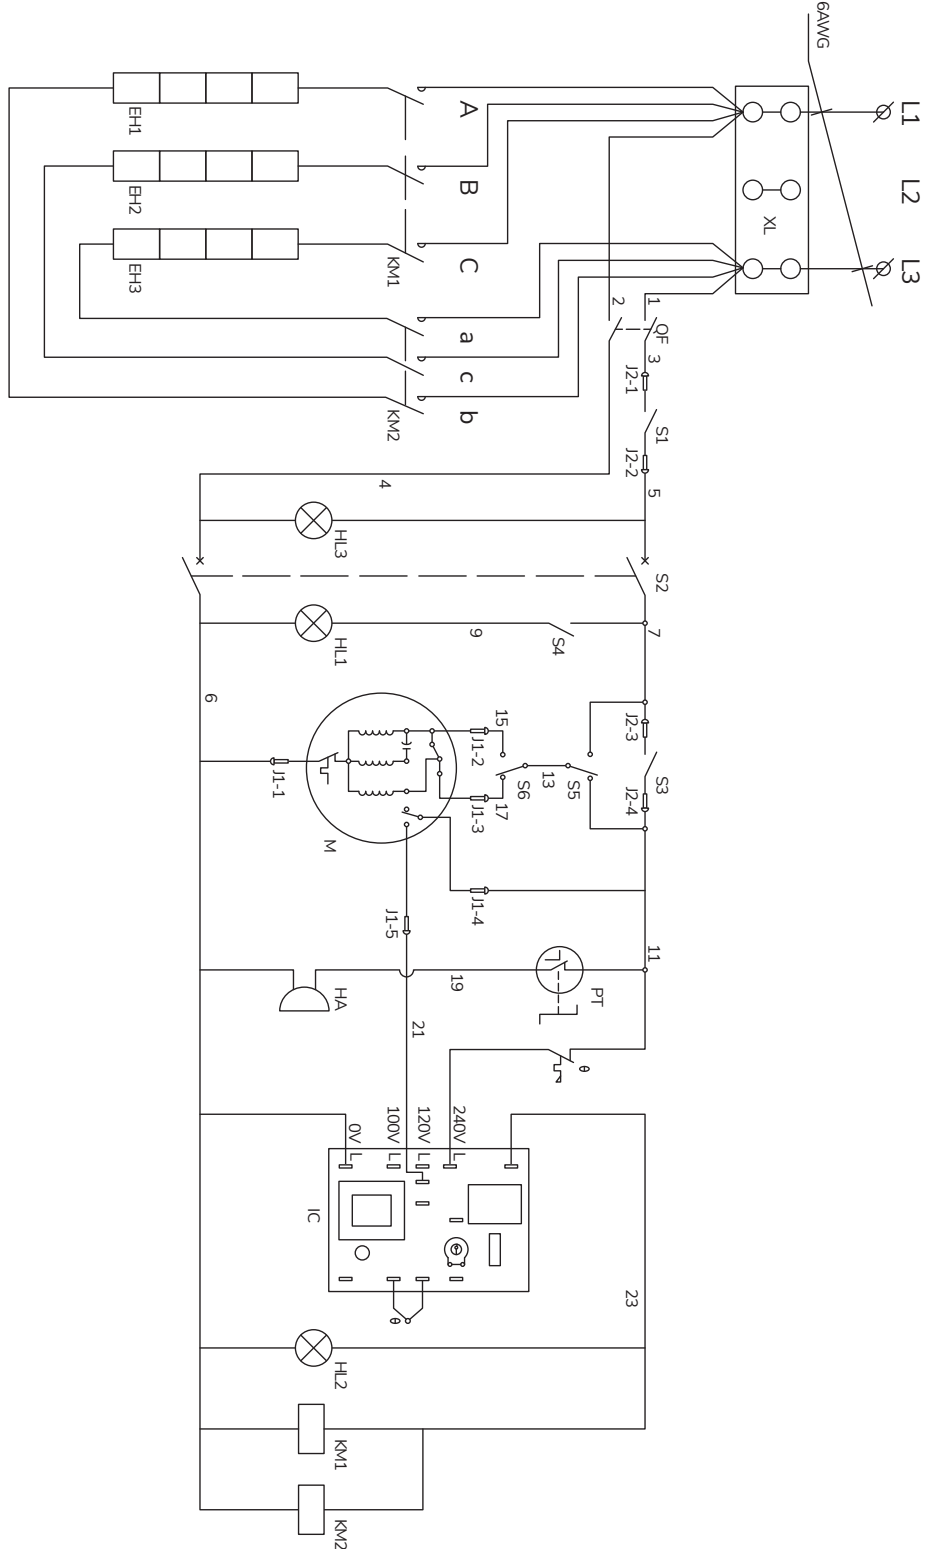 6AWG
L1
L2
L3
XL
A
B
C
a
c
b
EH1
EH2
EH3
KM1
KM2
1
2
QF
3
J2-1
S1
J2-2
5
4
HL3
S2
7
S4
9
HL1
6
J2-3
S3
J2-4
S5
13
S6
15
17
J1-2
J1-3
J1-1
M
J1-4
J1-5
11
PT
19
HA
21
θ
240V L
120V L
100V L
0V L
IC
θ
23
HL2
KM1
KM2